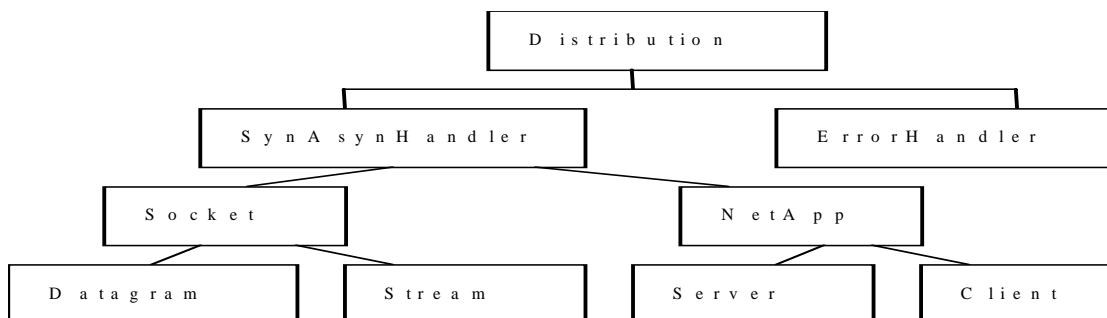 Distribution
SynAsynHandler ErrorHandler
Socket NetApp
Datagram Stream Server Client